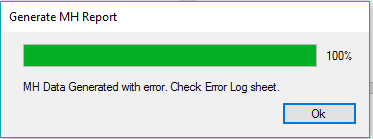 Generate MH Report
100%
MH Data Generated with error. Check Error Log sheet.
Ok